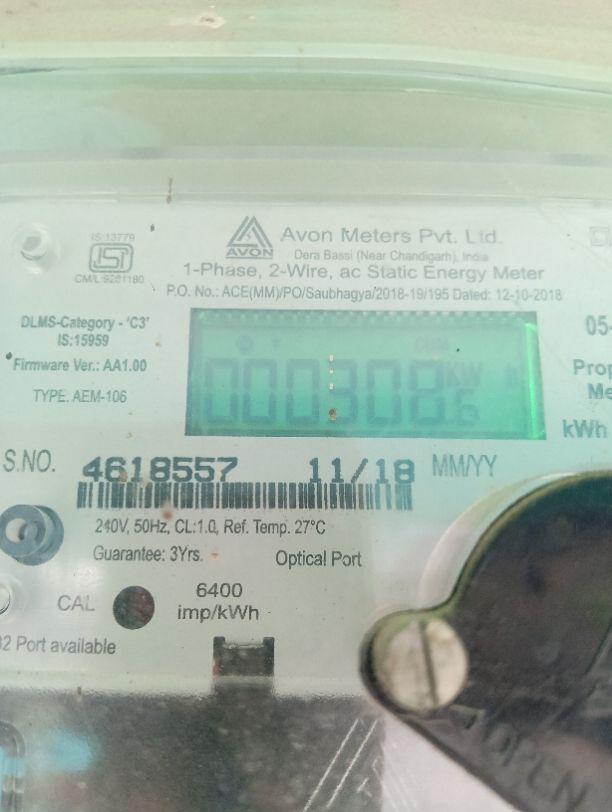 IS:13779
ISI
CM/L-9281180
AVON
Avon Meters Pvt. Ltd.
Dera Bassi (Near Chandigarh), India
1-Phase, 2-Wire, ac Static Energy Meter
P.O. No.: ACE(MM)/PO/Saubhagya/2018-19/195 Dated: 12-10-2018
DLMS-Category - 'C3'
IS:15959
Firmware Ver.: AA1.00
TYPE. AEM-106
000308.6 KW h
05-
Prop
Me
kWh
S.NO. 4618557 11/18 MM/YY
240V, 50Hz, CL:1.0, Ref. Temp. 27°C
Guarantee: 3Yrs.
Optical Port
CAL
6400
imp/kWh
32 Port available
OPEN